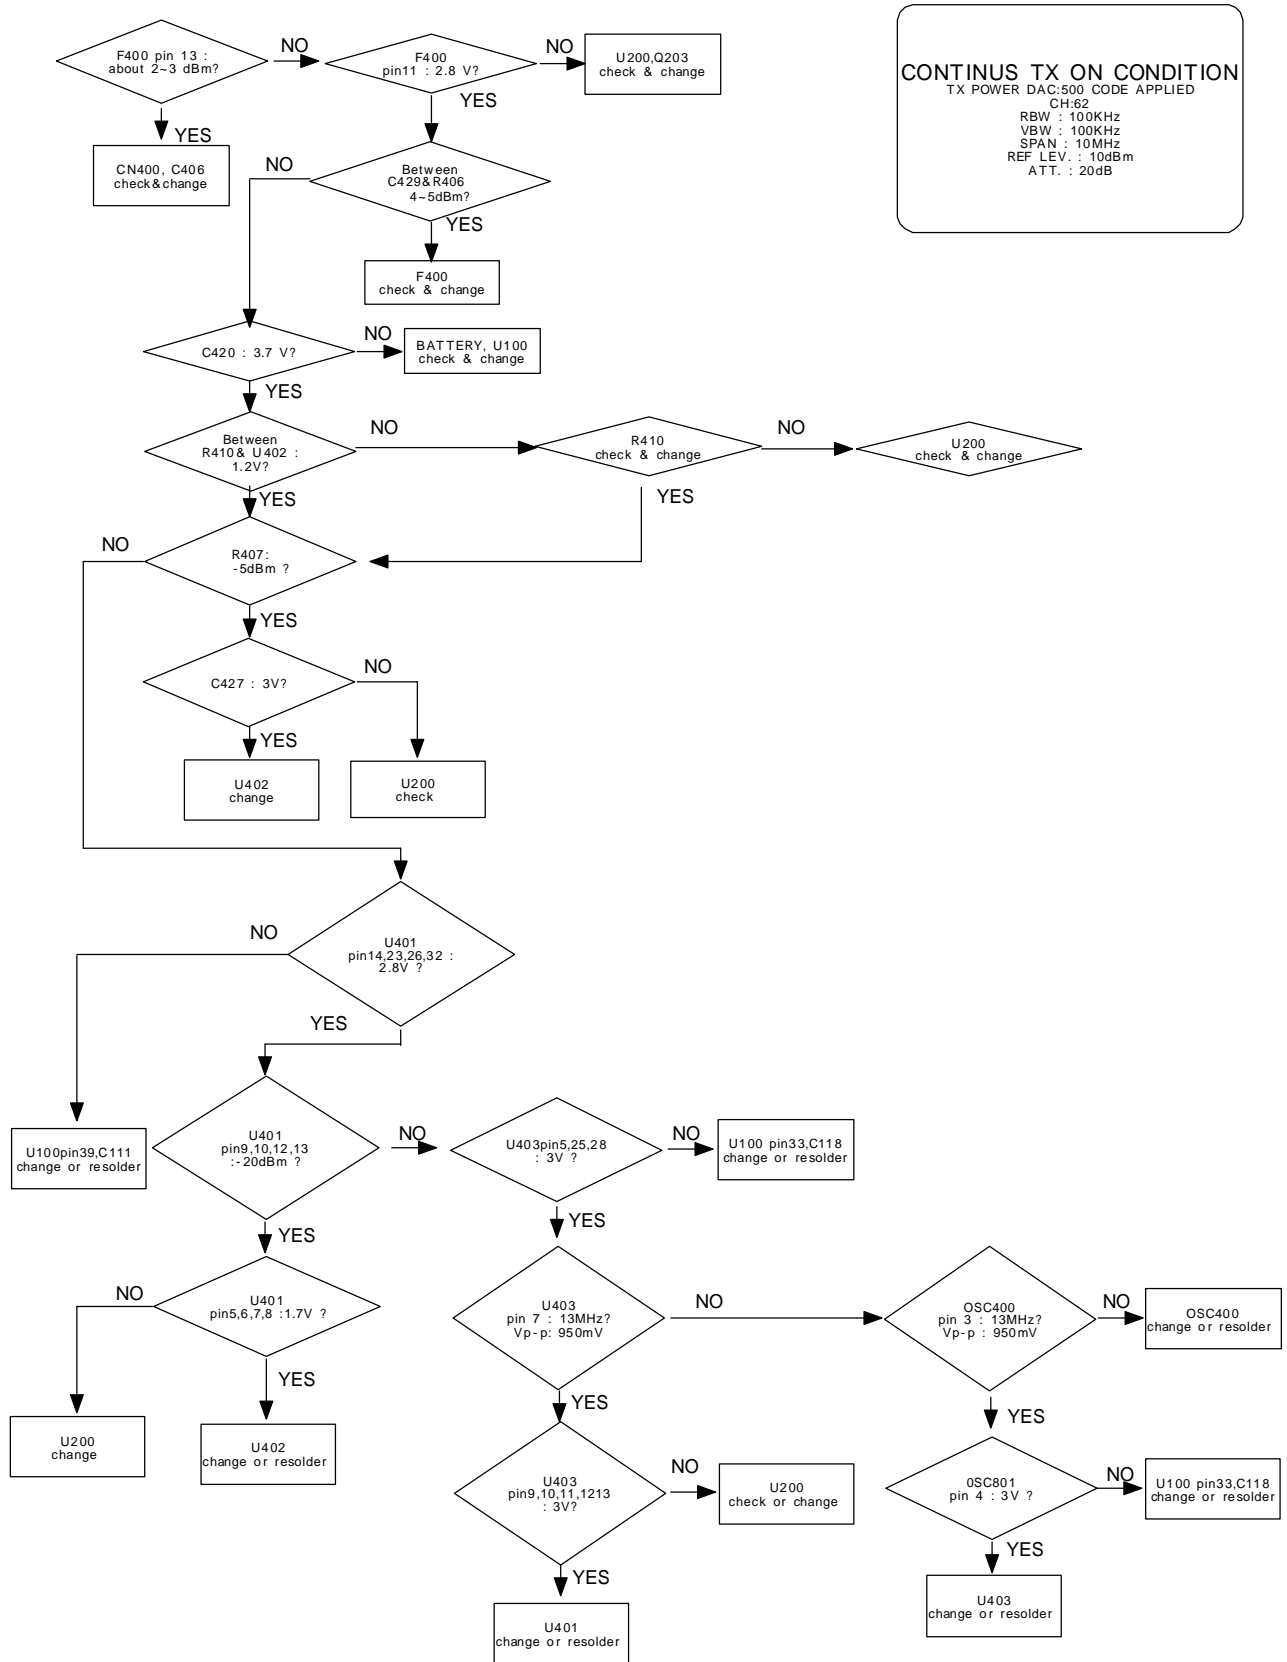 F400 pin 13 :
about 2~3 dBm?
NO
F400
pin11 : 2.8 V?
NO
U200,Q203
check & change
CONTINUS TX ON CONDITION
TX POWER DAC:500 CODE APPLIED
CH:62
RBW : 100KHz
VBW : 100KHz
SPAN : 10MHz
REF LEV. : 10dBm
ATT. : 20dB
YES
YES
CN400, C406
check&change
NO
Between
C429&R406
4~5dBm?
YES
F400
check & change
C420 : 3.7 V?
NO
BATTERY, U100
check & change
YES
Between
R410& U402 :
1.2V?
NO
R410
check & change
NO
U200
check & change
YES
YES
NO
R407:
-5dBm ?
YES
C427 : 3V?
NO
YES
U402
change
U200
check
NO
U401
pin14,23,26,32 :
2.8V ?
YES
U100pin39,C111
change or resolder
U401
pin9,10,12,13
:-20dBm ?
NO
U403pin5,25,28
: 3V ?
NO
U100 pin33,C118
change or resolder
YES
YES
NO
U401
pin5,6,7,8 :1.7V ?
U403
pin 7 : 13MHz?
Vp-p: 950mV
NO
OSC400
pin 3 : 13MHz?
Vp-p : 950mV
NO
OSC400
change or resolder
YES
YES
YES
U200
change
U402
change or resolder
U403
pin9,10,11,1213
: 3V?
NO
U200
check or change
0SC801
pin 4 : 3V ?
NO
U100 pin33,C118
change or resolder
YES
YES
U401
change or resolder
U403
change or resolder